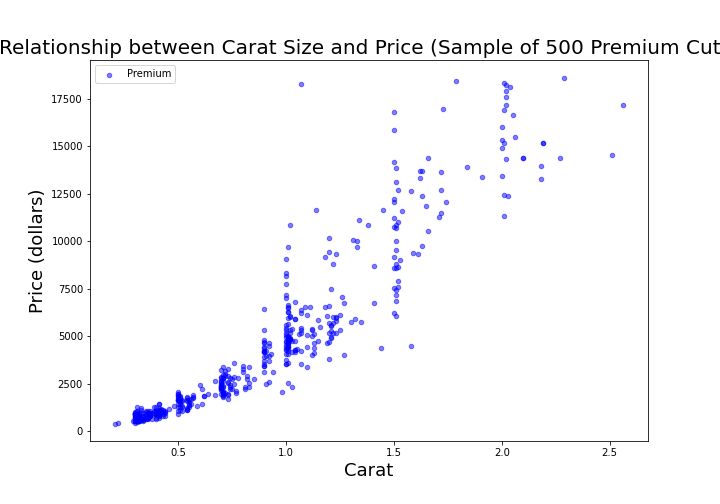 Relationship between Carat Size and Price (Sample of 500 Premium Cut
Premium
17500
15000
12500
10000
7500
5000
2500
0
Price (dollars)
0.5 1.0 1.5 2.0 2.5
Carat